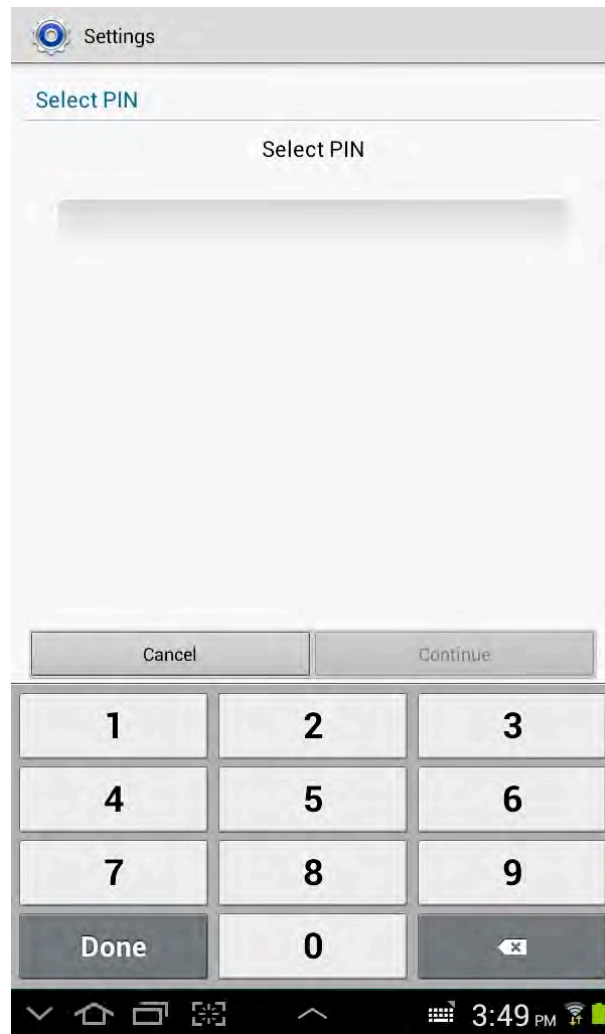 Settings
Select PIN
Select PIN
Cancel Continue
1 2 3
4 5 6
7 8 9
Done 0
3:49 PM